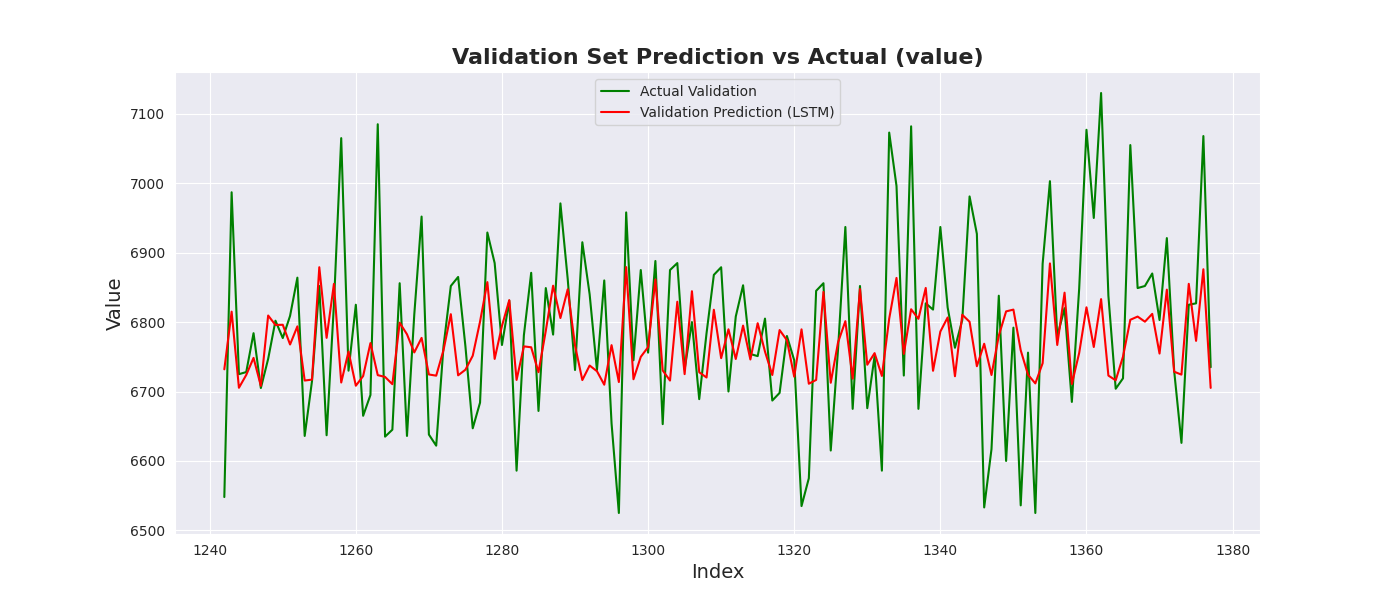 Validation Set Prediction vs Actual (value)
Actual Validation
Validation Prediction (LSTM)
7100
7000
6900
6800
6700
6600
6500
Value
1240 1260 1280 1300 1320 1340 1360 1380
Index